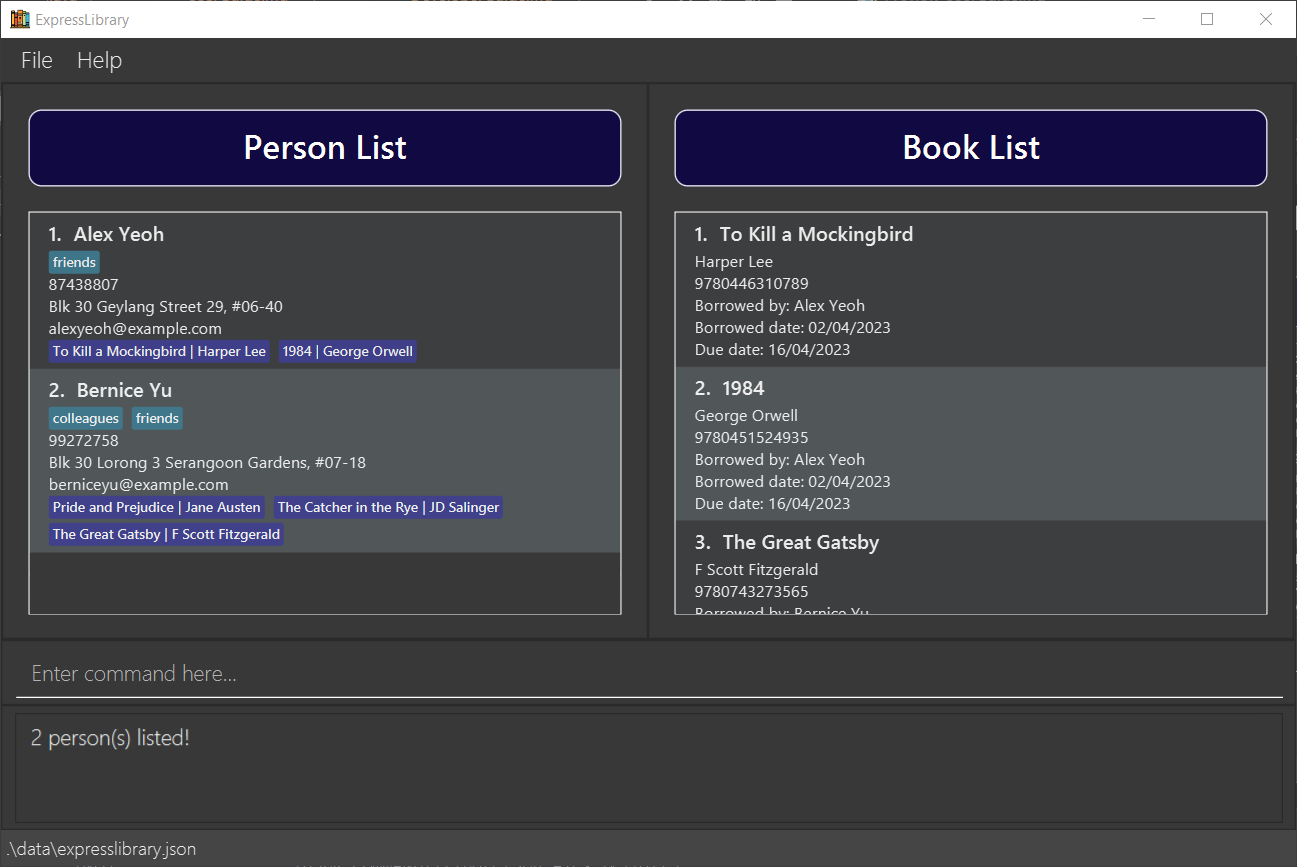 ExpressLibrary
File Help
Person List
1. Alex Yeoh
friends
87438807
Blk 30 Geylang Street 29, #06-40
alexyeoh@example.com
To Kill a Mockingbird | Harper Lee 1984 | George Orwell
2. Bernice Yu
colleagues friends
99272758
Blk 30 Lorong 3 Serangoon Gardens, #07-18
berniceyu@example.com
Pride and Prejudice | Jane Austen The Catcher in the Rye | JD Salinger
The Great Gatsby | F Scott Fitzgerald
Book List
1. To Kill a Mockingbird
Harper Lee
9780446310789
Borrowed by: Alex Yeoh
Borrowed date: 02/04/2023
Due date: 16/04/2023
2. 1984
George Orwell
9780451524935
Borrowed by: Alex Yeoh
Borrowed date: 02/04/2023
Due date: 16/04/2023
3. The Great Gatsby
F Scott Fitzgerald
9780743273565
Borrowed by: Bernice Yu
Enter command here...
2 person(s) listed!
.\data\expresslibrary.json